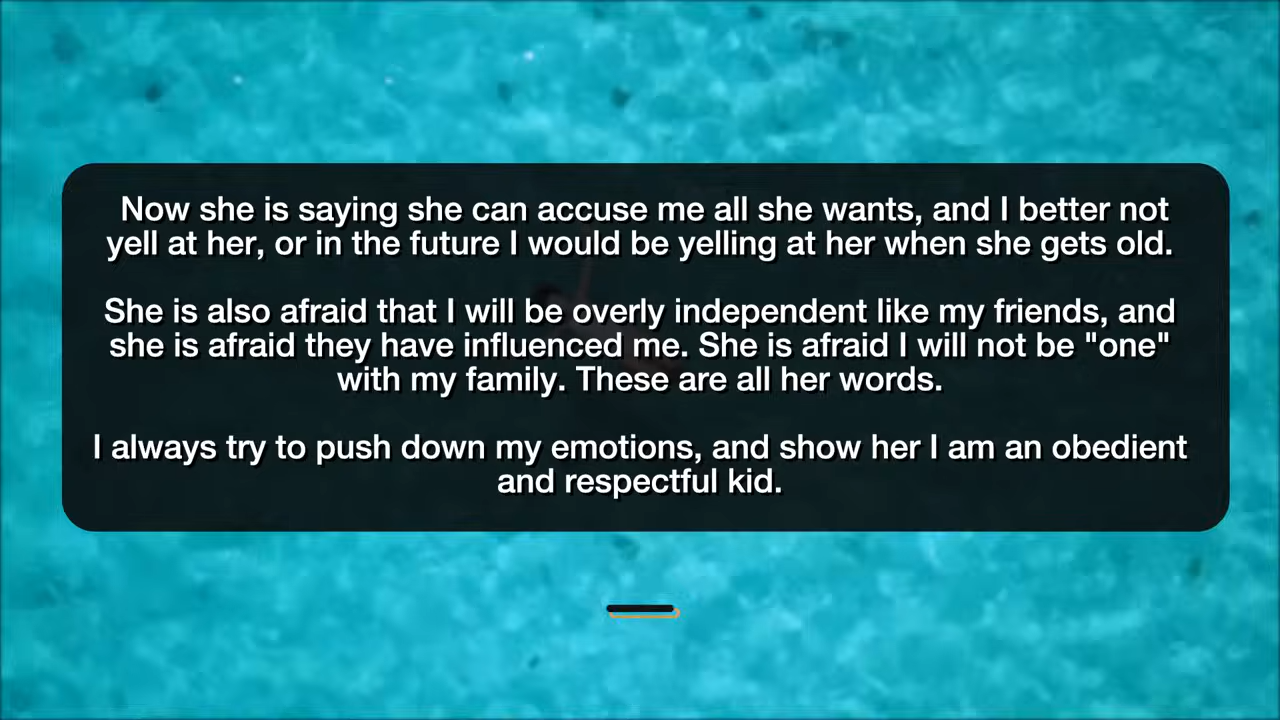 Now she is saying she can accuse me all she wants, and I better not
yell at her, or in the future I would be yelling at her when she gets old.
She is also afraid that I will be overly independent like my friends, and
she is afraid they have influenced me. She is afraid I will not be "one"
with my family. These are all her words.
I always try to push down my emotions, and show her I am an obedient
and respectful kid.